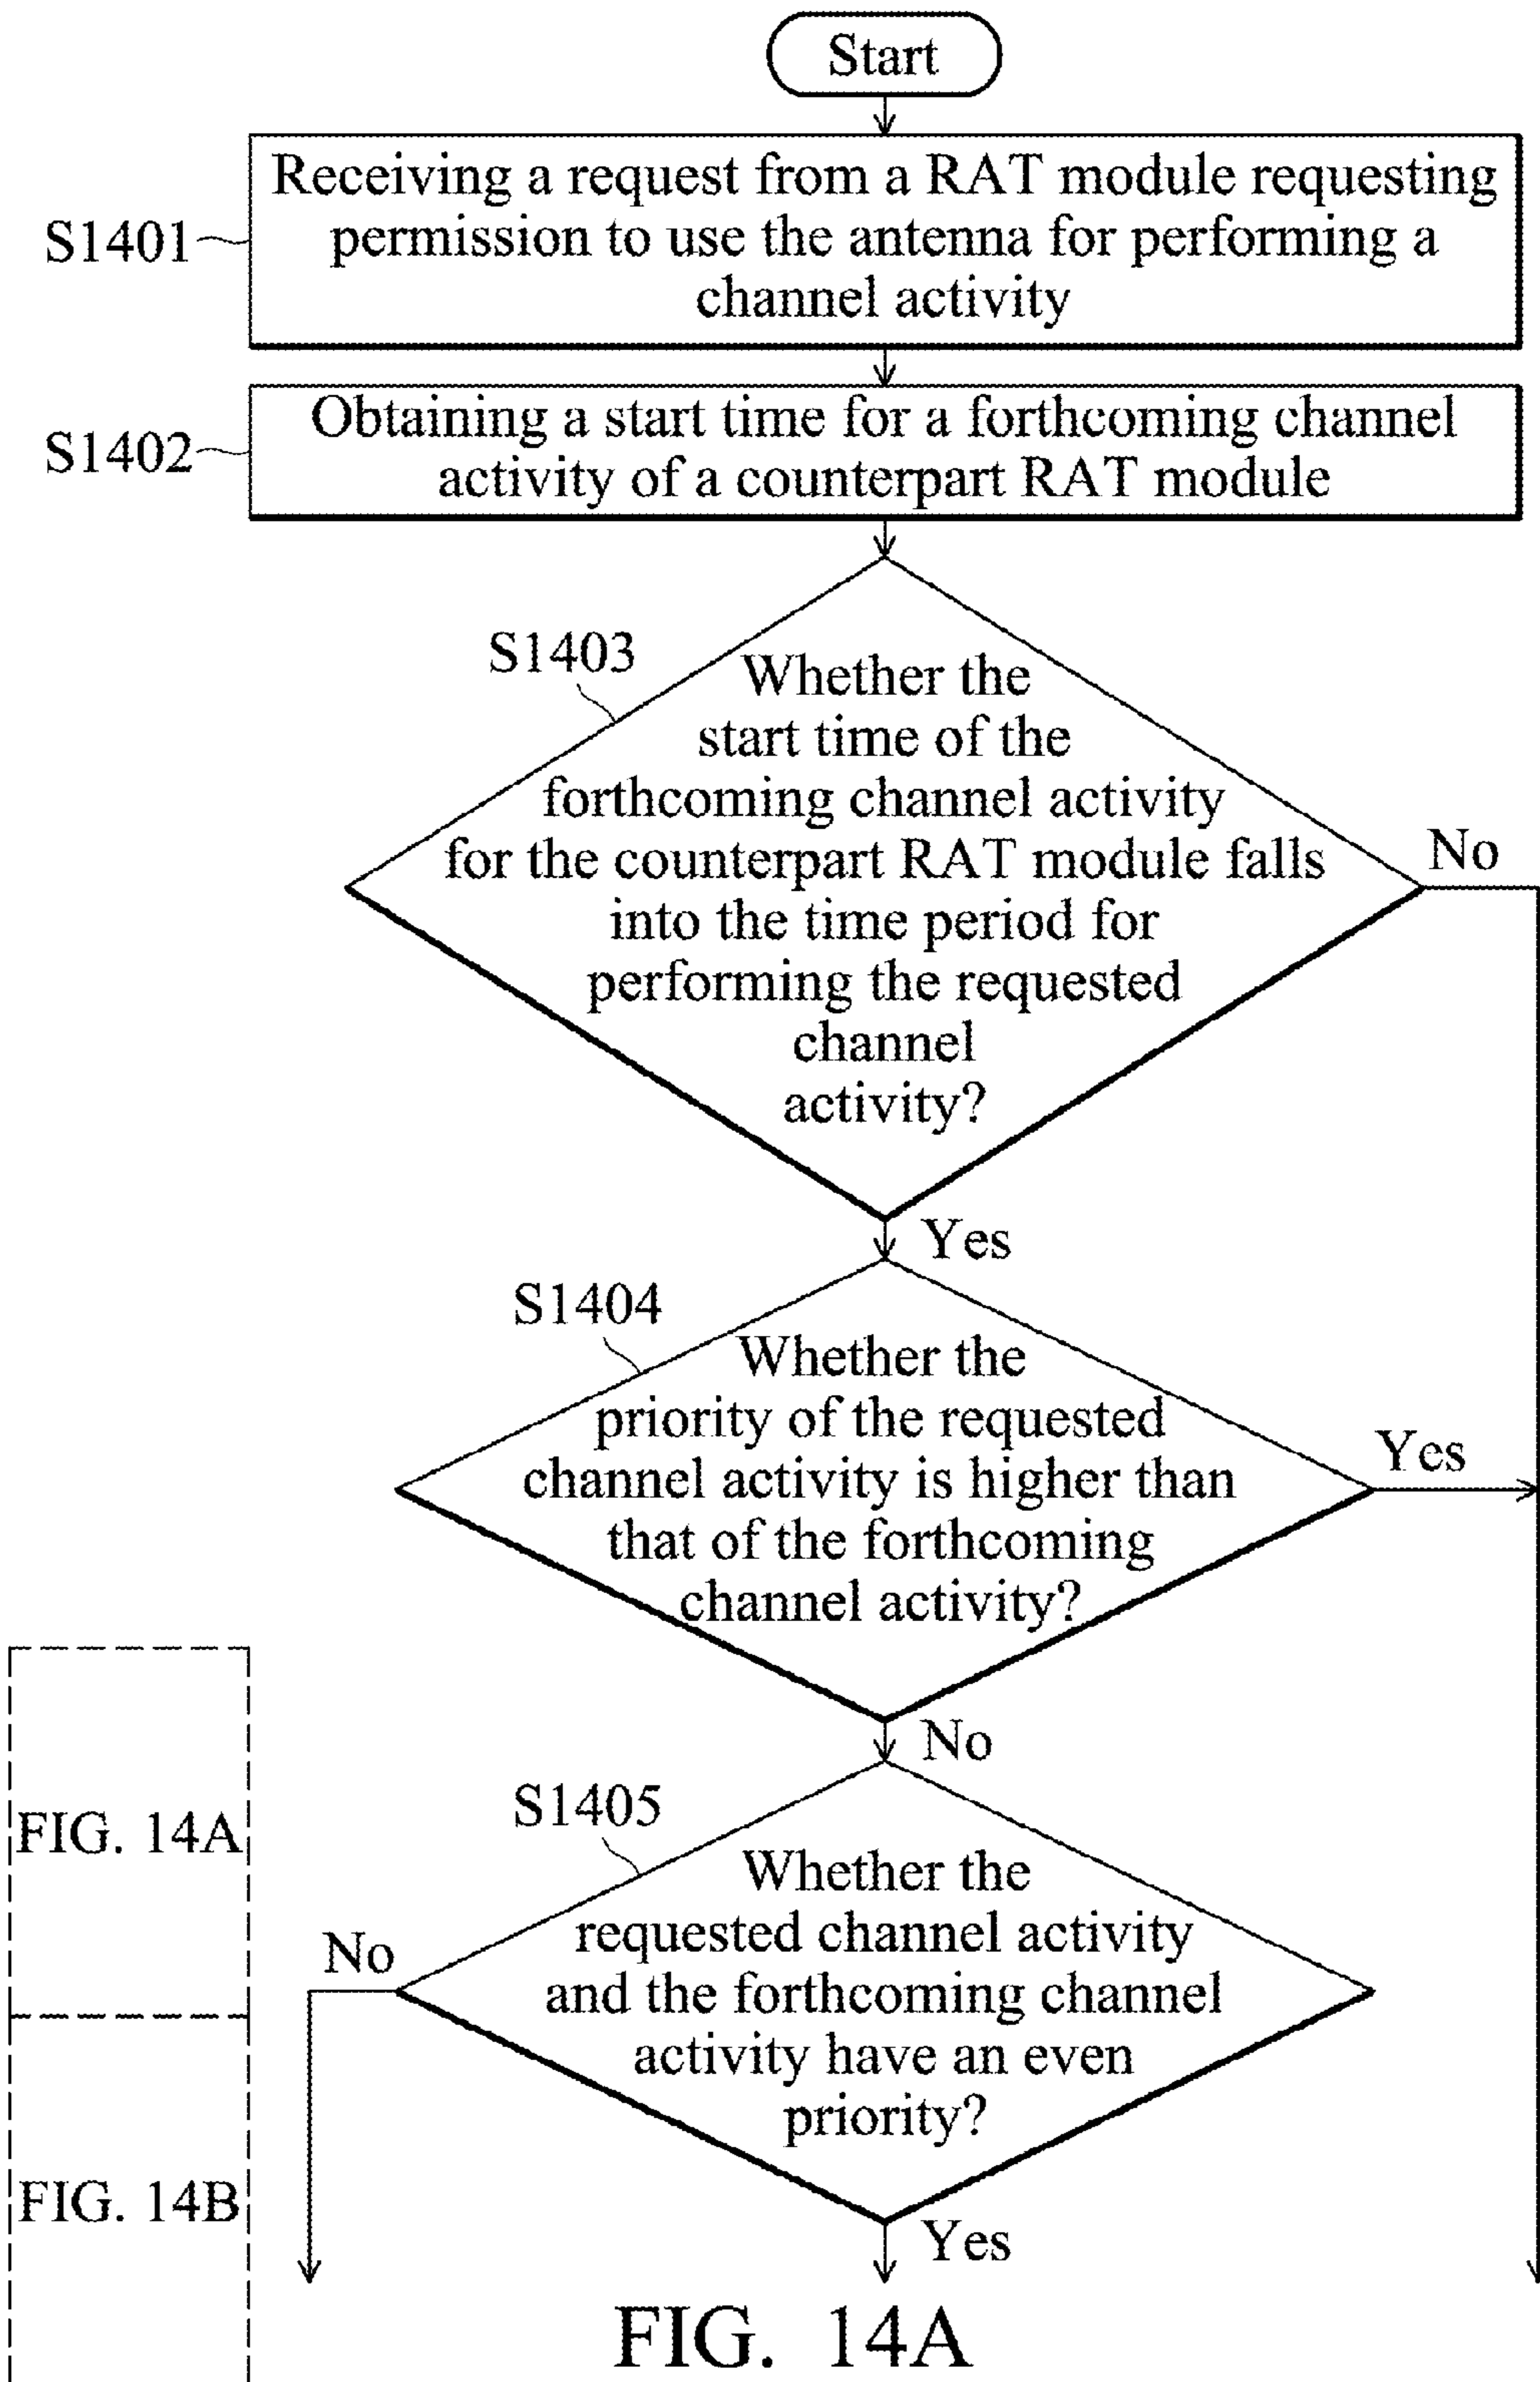 Start
S1401
Receiving a request from a RAT module requesting
permission to use the antenna for performing a
channel activity
S1402
Obtaining a start time for a forthcoming channel
activity of a counterpart RAT module
S1403
Whether the
start time of the
forthcoming channel activity
for the counterpart RAT module falls
into the time period for
performing the requested
channel
activity?
No
Yes
S1404
Whether the
priority of the requested
channel activity is higher than
that of the forthcoming
channel activity?
Yes
No
S1405
Whether the
requested channel activity
and the forthcoming channel
activity have an even
priority?
No
Yes
FIG. 14A
FIG. 14B
FIG. 14A